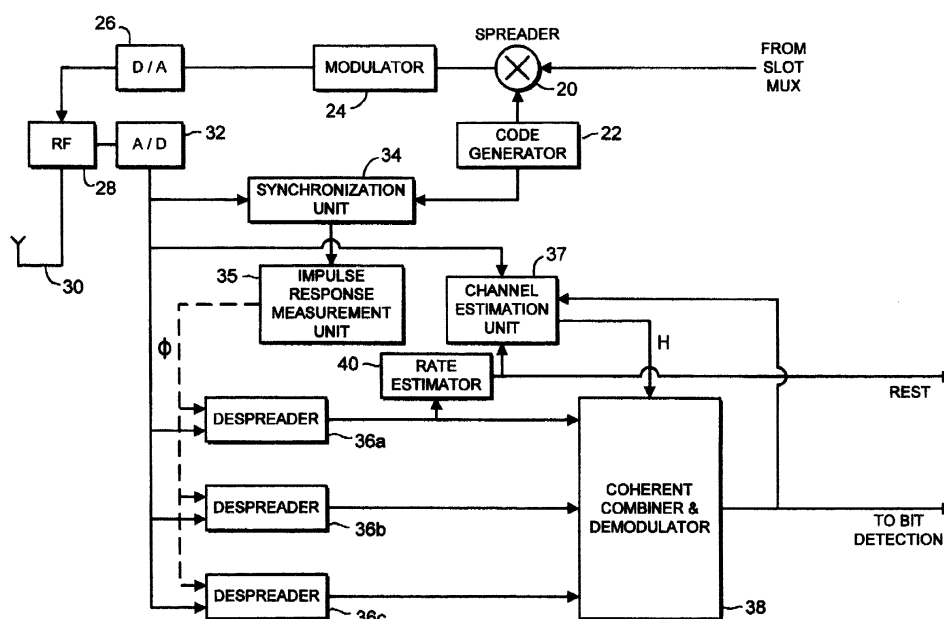 26
D / A
MODULATOR
24
SPREADER
20
FROM
SLOT
MUX
RF
28
A / D
32
CODE
GENERATOR
22
34
SYNCHRONIZATION
UNIT
30
35
IMPULSE
RESPONSE
MEASUREMENT
UNIT
37
CHANNEL
ESTIMATION
UNIT
ϕ
H
40
RATE
ESTIMATOR
REST
DESPREADER
36a
DESPREADER
36b
COHERENT
COMBINER &
DEMODULATOR
TO BIT
DETECTION
DESPREADER
36c
38